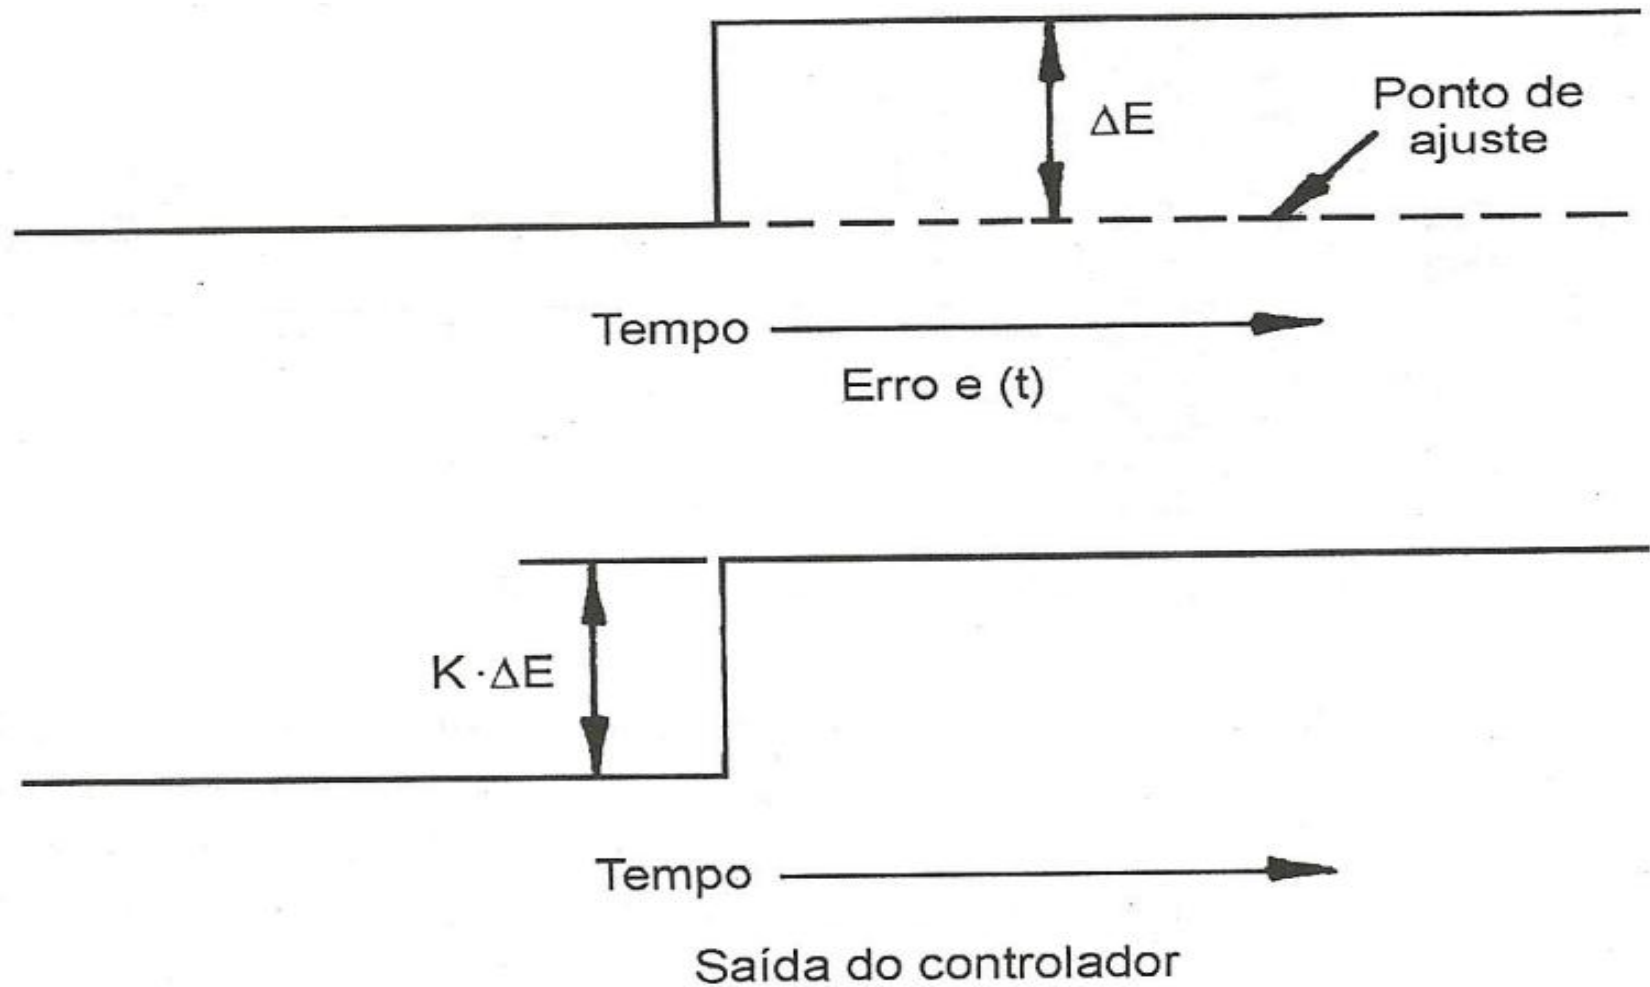 ΔE
Ponto de
ajuste
Tempo
Erro e (t)
K·ΔE
Tempo
Saída do controlador